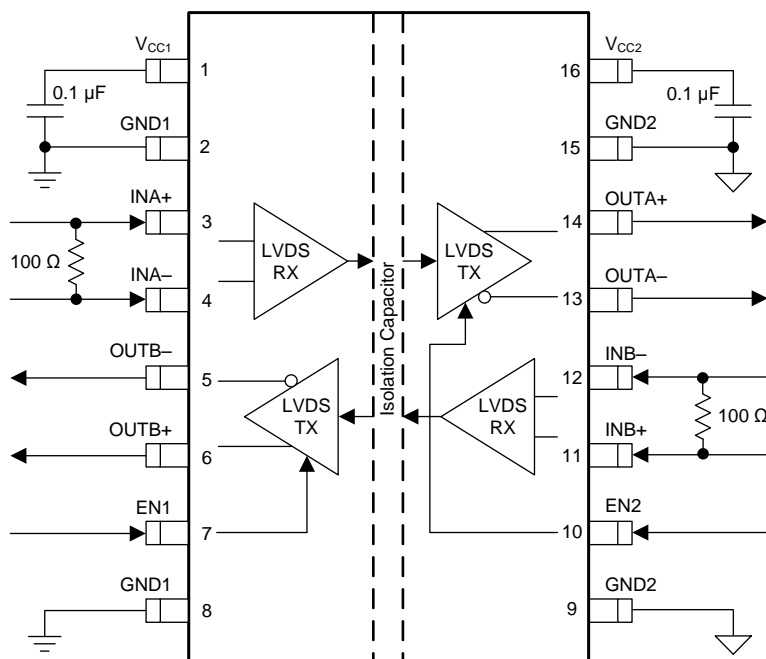 VCC1
1
0.1 µF
GND1
2
INA+
3
100 Ω
LVDS
RX
INA–
4
OUTB–
5
LVDS
TX
OUTB+
6
EN1
7
GND1
8
Isolation Capacitor
VCC2
16
0.1 µF
GND2
15
OUTA+
14
LVDS
TX
OUTA–
13
INB–
12
LVDS
RX
100 Ω
INB+
11
EN2
10
GND2
9